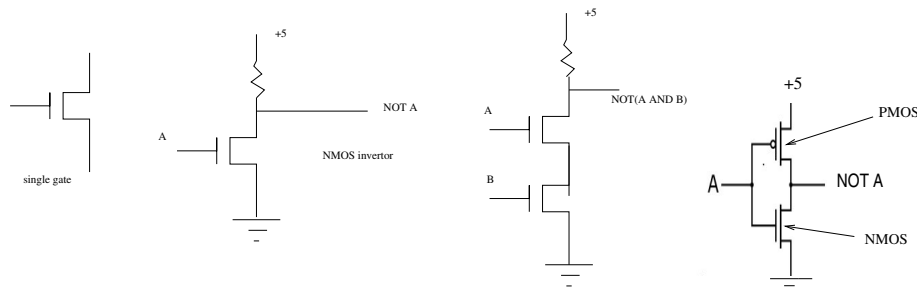 single gate
+5
A
NOT A
NMOS invertor
+5
A
B
NOT(A AND B)
+5
PMOS
A
NOT A
NMOS